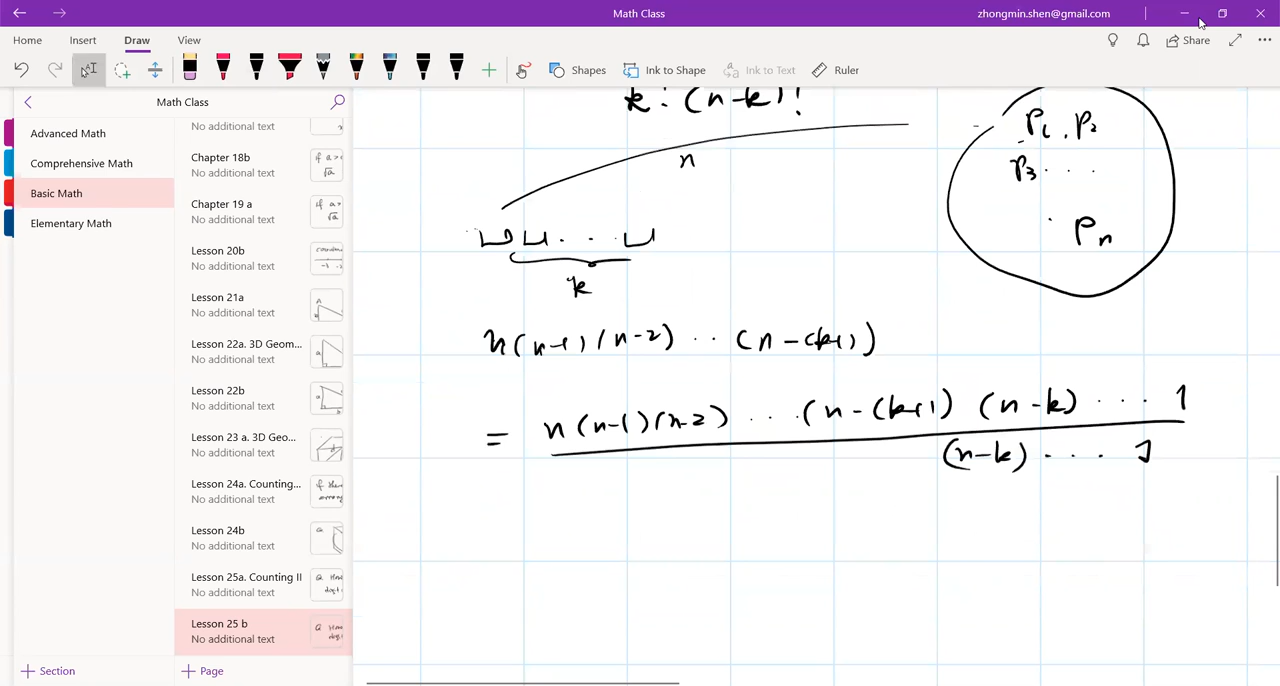 Math Class
zhongmin.shen@gmail.com
Home Insert Draw View
Share
Shapes Ink to Shape Ink to Text Ruler
Math Class
Advanced Math
Comprehensive Math
Basic Math
Elementary Math
No additional text
Chapter 18b
No additional text
Chapter 19 a
No additional text
Lesson 20b
No additional text
Lesson 21a
No additional text
Lesson 22a. 3D Geom...
No additional text
Lesson 22b
No additional text
Lesson 23 a. 3D Geo...
No additional text
Lesson 24a. Counting...
No additional text
Lesson 24b
No additional text
Lesson 25a. Counting II
No additional text
Lesson 25 b
No additional text
Section
Page
k! (n-k)!
n
k
P1, P2
P3 . . .
Pn
n(n-1)(n-2) .. (n-(k-1))
= n(n-1)(n-2) ... (n-(k+1) (n-k) ... 1
(n-k) .... 1